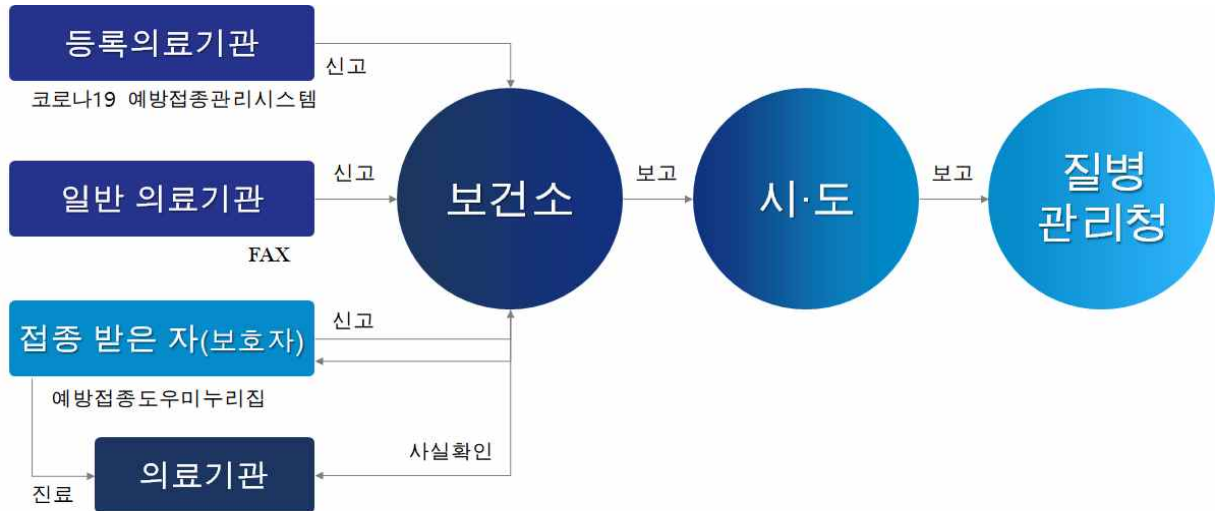 등록의료기관
신고
코로나19 예방접종관리시스템
일반 의료기관
신고
FAX
보건소
보고
시·도
보고
질병
관리청
접종 받은 자(보호자)
신고
예방접종도우미누리집
사실확인
의료기관
진료